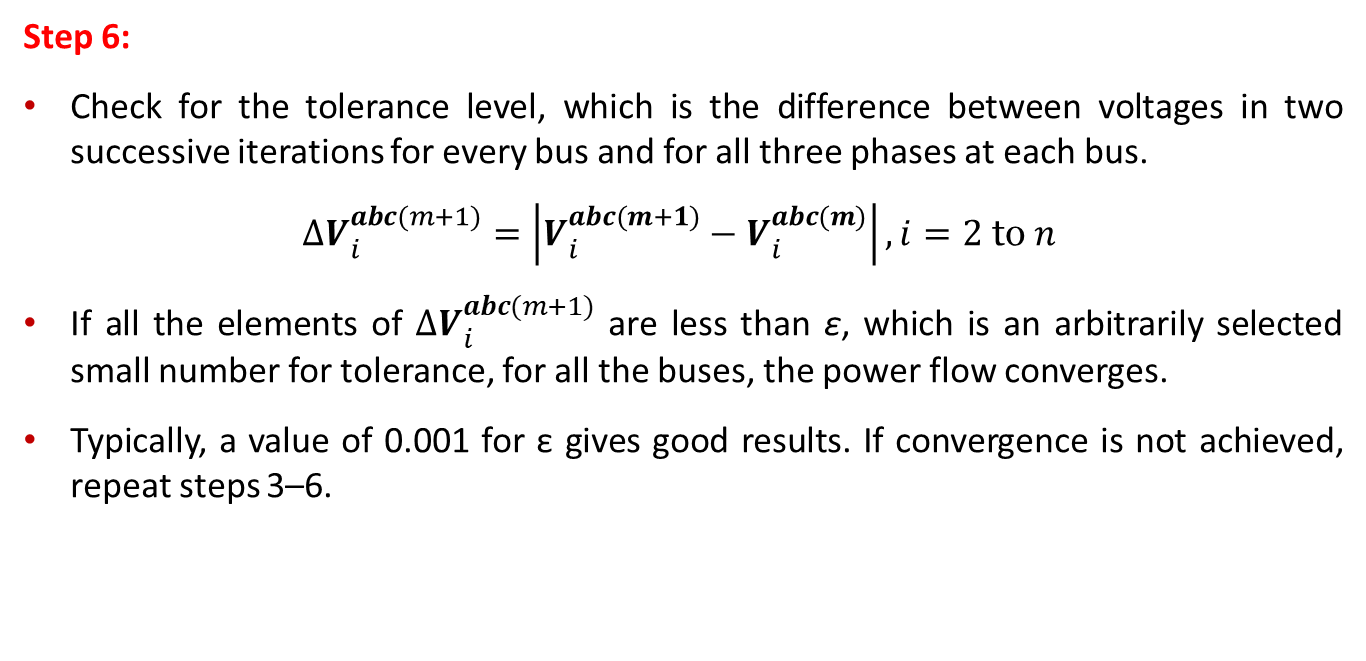 Step 6:
• Check for the tolerance level, which is the difference between voltages in two
successive iterations for every bus and for all three phases at each bus.
Δ𝑽ᵢ^{𝒂𝒃𝒄(𝑚+1)} = |𝑽ᵢ^{𝒂𝒃𝒄(𝒎+𝟏)} − 𝑽ᵢ^{𝒂𝒃𝒄(𝒎)}|, 𝑖 = 2 to 𝑛
• If all the elements of Δ𝑽ᵢ^{𝒂𝒃𝒄(𝑚+1)} are less than ε, which is an arbitrarily selected
small number for tolerance, for all the buses, the power flow converges.
• Typically, a value of 0.001 for ε gives good results. If convergence is not achieved,
repeat steps 3–6.